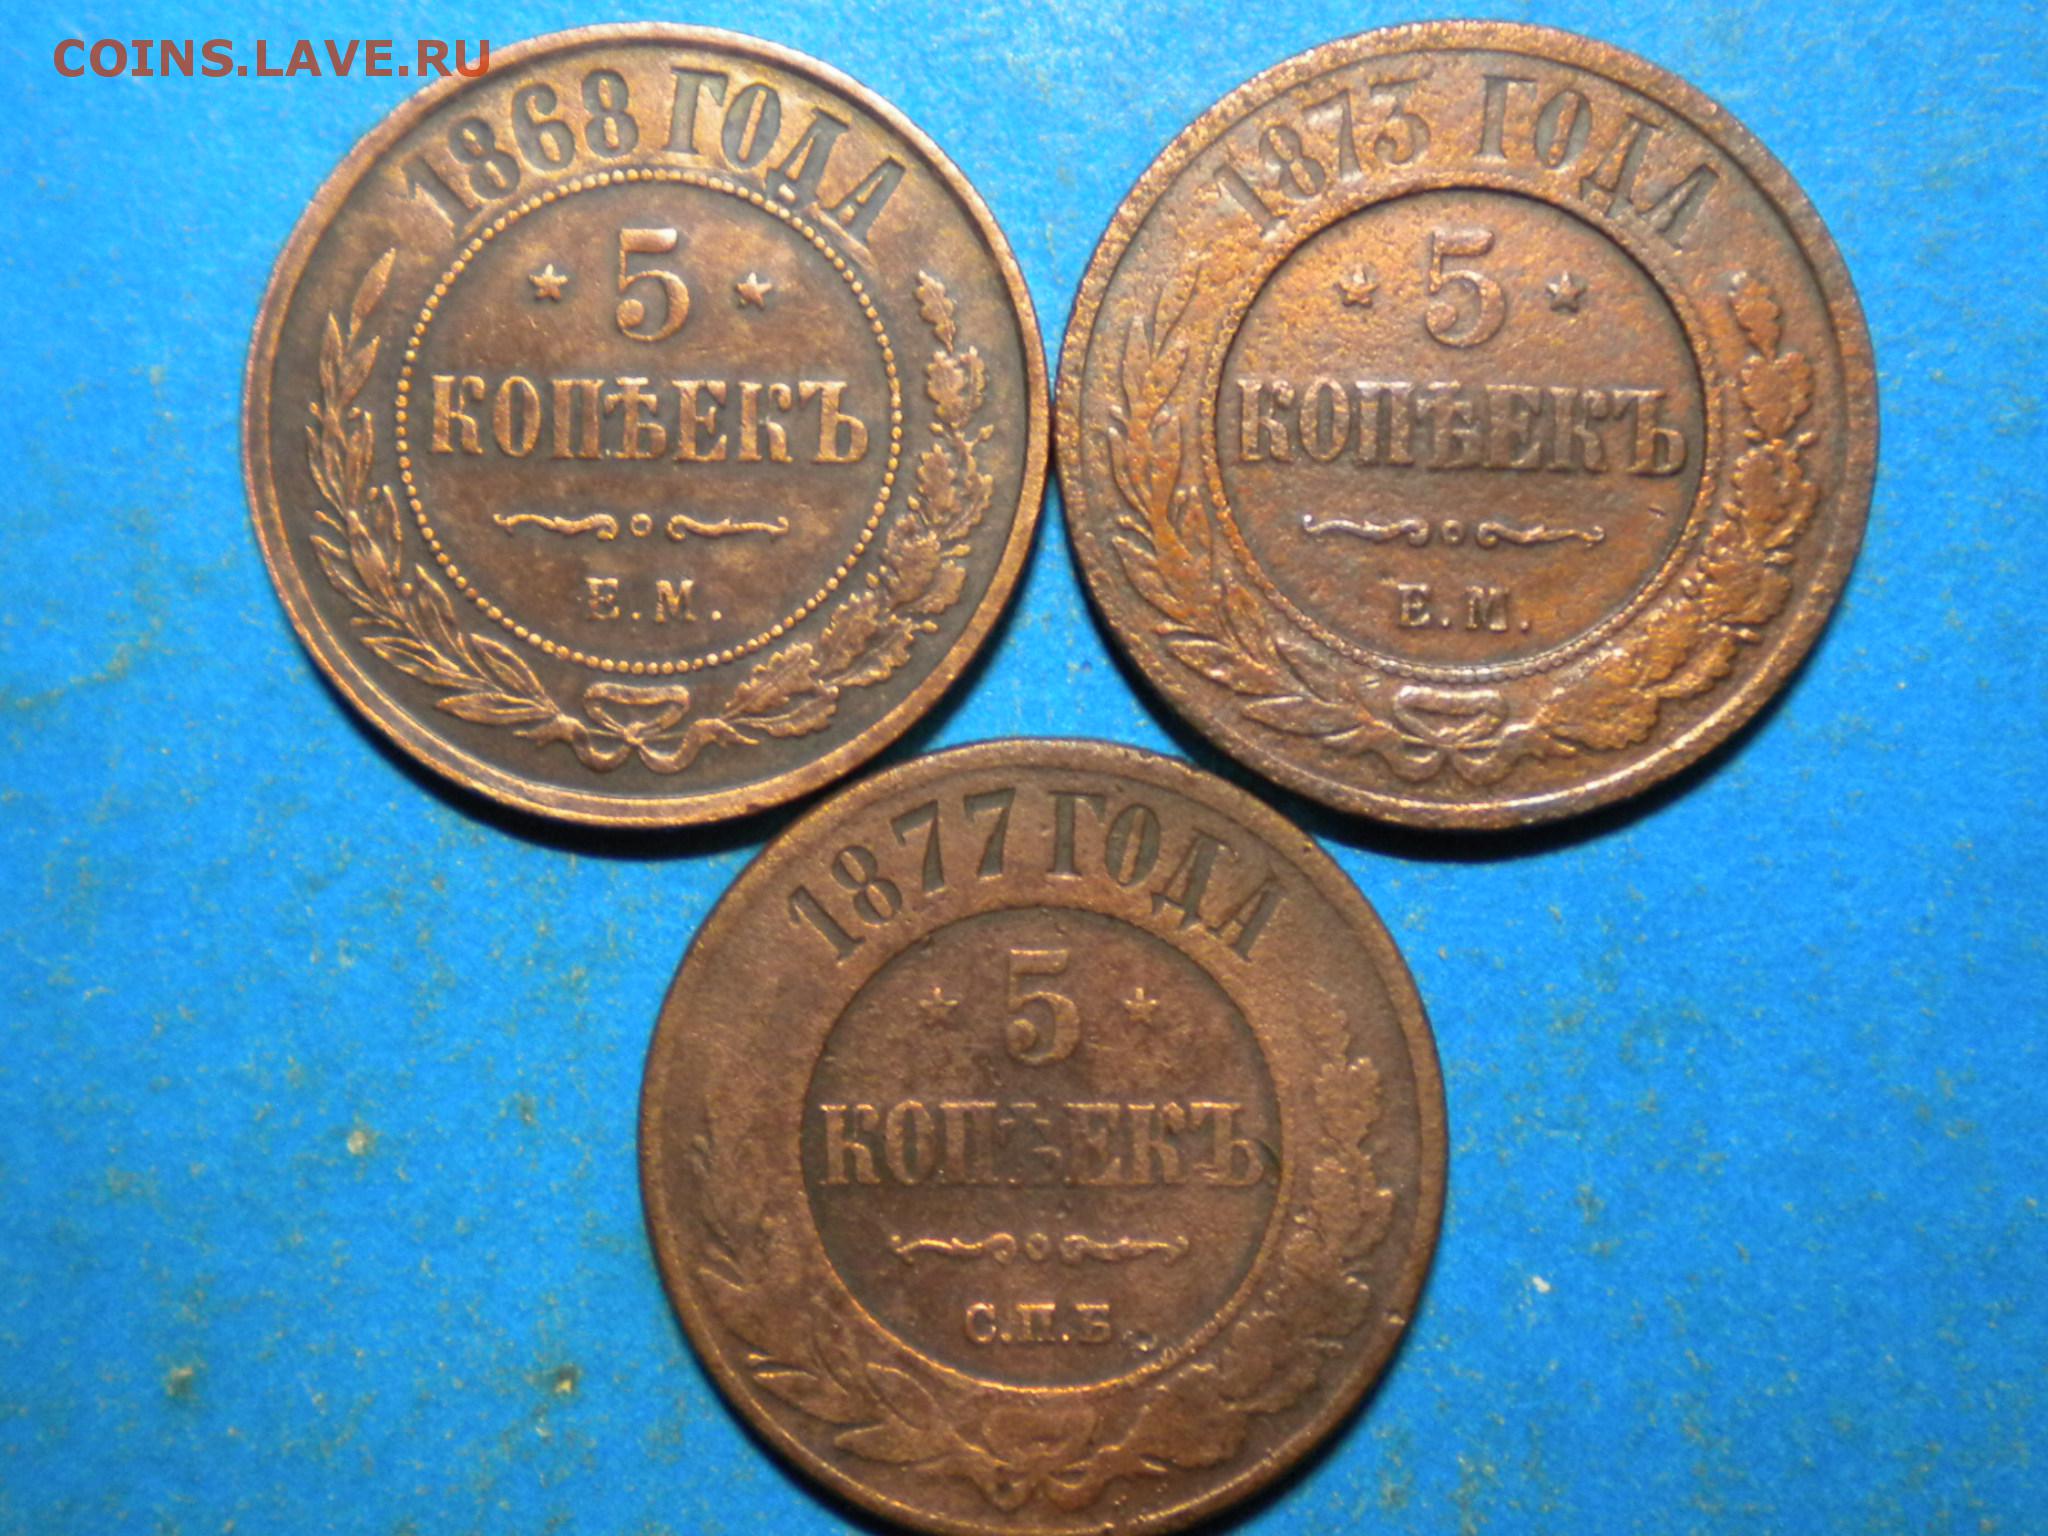 COINS.LAVE.RU
1868 ГОДА
5
КОПѢЕКЪ
Е.М.
1873 ГОДА
5
КОПѢЕКЪ
Е.М.
1877 ГОДА
5
КОПѢЕКЪ
С.П.Б